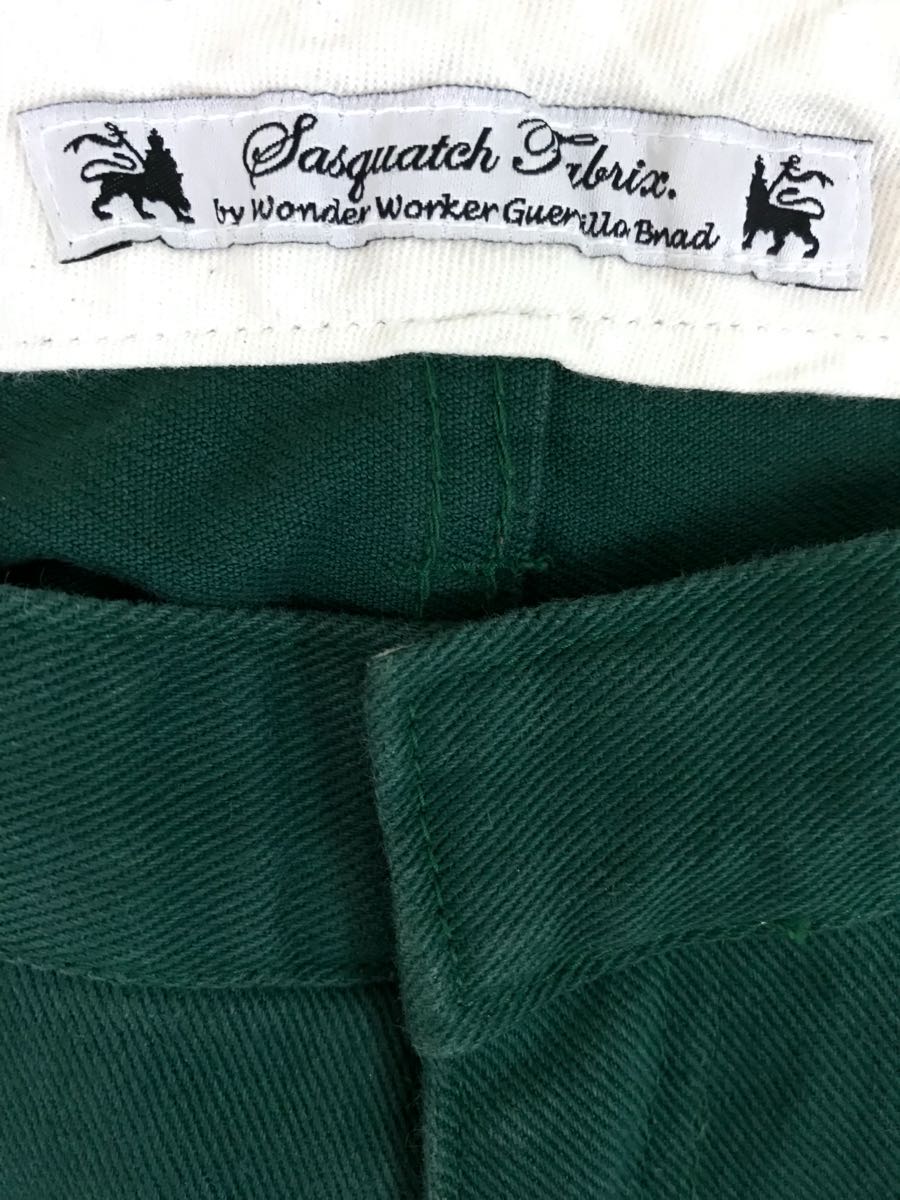 Sasquatch Fabrix.
by Wonder Worker Guerilla Bnad